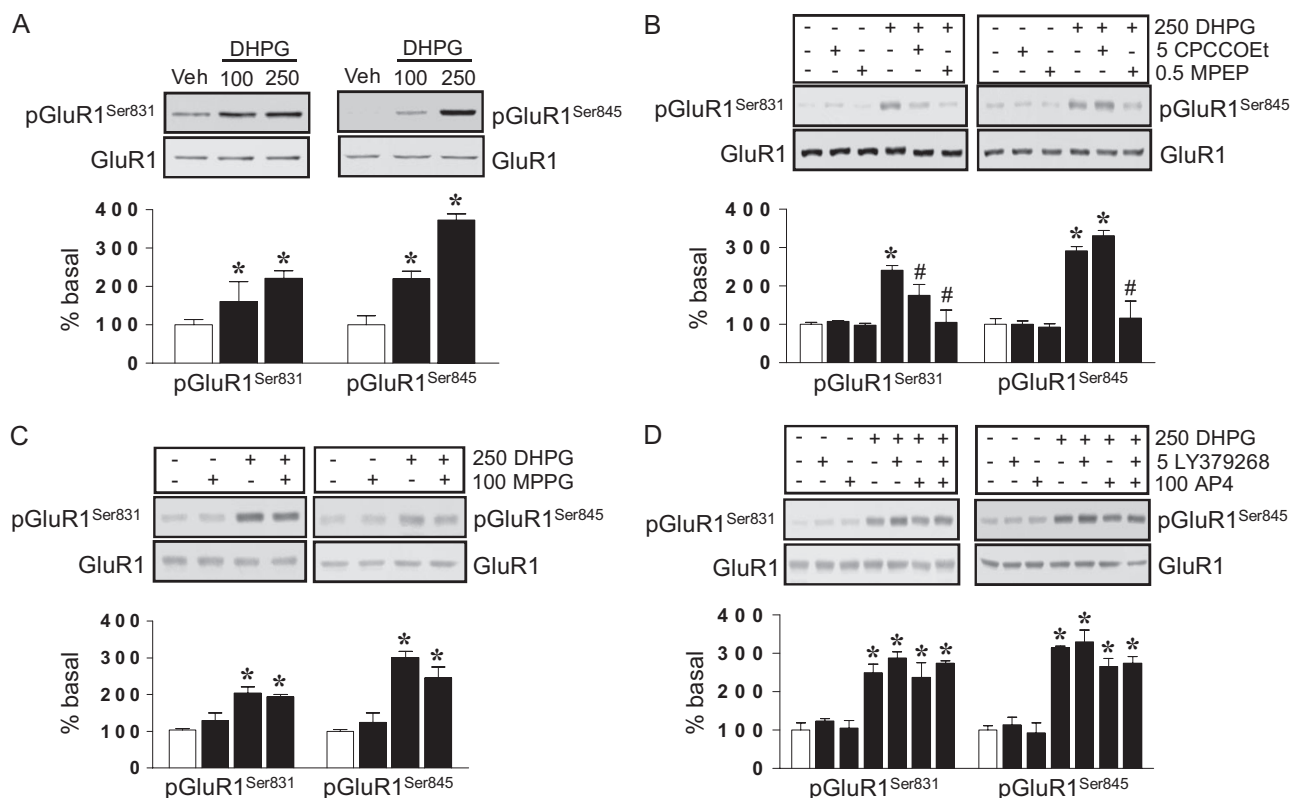 A
DHPG DHPG
Veh 100 250 100 250
pGluR1Ser831 pGluR1Ser845
GluR1
% basal
400
300
200
100
0
* * * *
pGluR1Ser831 pGluR1Ser845
B
- - - + + + - - - + + + 250 DHPG
- + - - + - - + - - + - 5 CPCCOEt
- - + - - + - - + - - + 0.5 MPEP
pGluR1Ser831 pGluR1Ser845
GluR1 GluR1
% basal
400
300
200
100
0
* # # * * #
pGluR1Ser831 pGluR1Ser845
C
- - + + - - + + 250 DHPG
- + - + - + - + 100 MPPG
pGluR1Ser831 pGluR1Ser845
GluR1 GluR1
% basal
400
300
200
100
0
* * * *
pGluR1Ser831 pGluR1Ser845
D
- - - + + + + - - - + + + + 250 DHPG
- + - - + - + - + - - + - + 5 LY379268
- - + - - + + - - + - - + + 100 AP4
pGluR1Ser831 pGluR1Ser845
GluR1 GluR1
% basal
400
300
200
100
0
* * * * * * * *
pGluR1Ser831 pGluR1Ser845